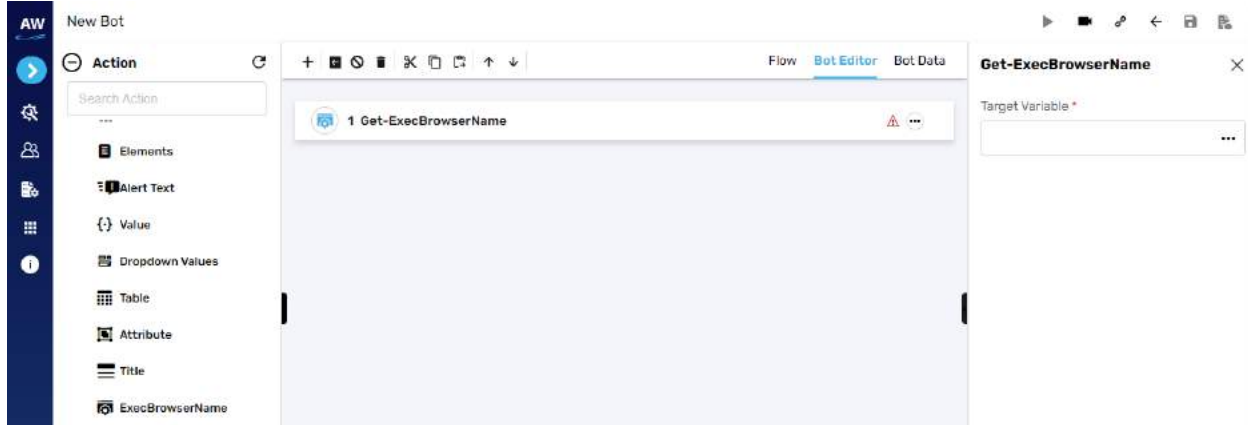 AW
New Bot
Action
Search Action
Elements
Alert Text
{·} Value
Dropdown Values
Table
Attribute
Title
ExecBrowserName
Flow Bot Editor Bot Data
1 Get-ExecBrowserName
Get-ExecBrowserName
Target Variable *